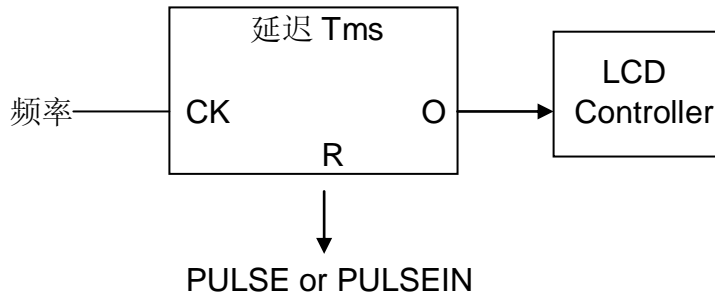 延迟 Tms
频率
CK
O
R
LCD
Controller
PULSE or PULSEIN